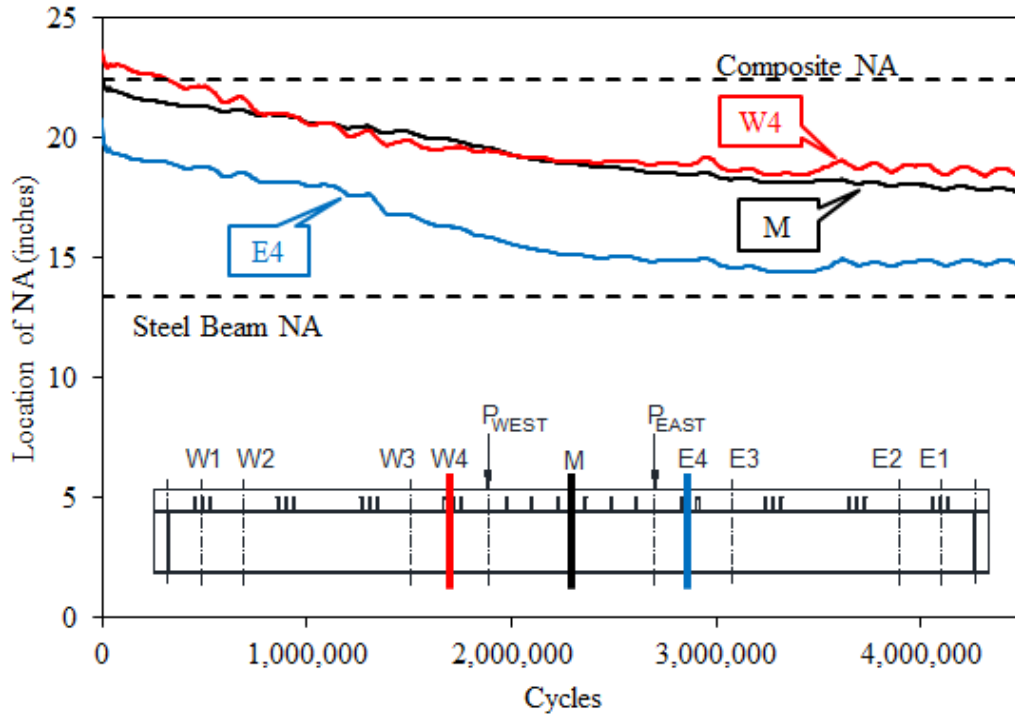 25
20
15
10
5
0
Location of NA (inches)
Composite NA
W4
M
E4
Steel Beam NA
P WEST
P EAST
W1 W2 W3 W4 M E4 E3 E2 E1
0 1,000,000 2,000,000 3,000,000 4,000,000
Cycles